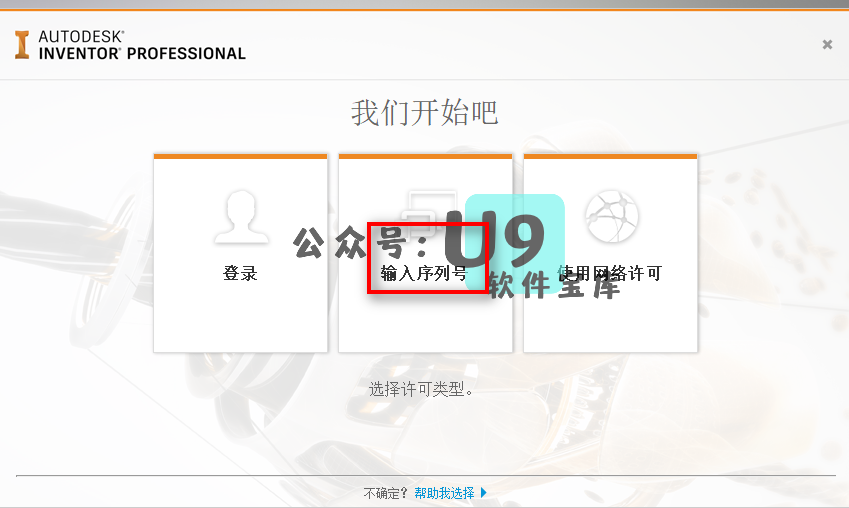 AUTODESK®
INVENTOR® PROFESSIONAL
我们开始吧
公众号：U9
软件宝库
登录
输入序列号
使用网络许可
选择许可类型。
不确定？帮助我选择